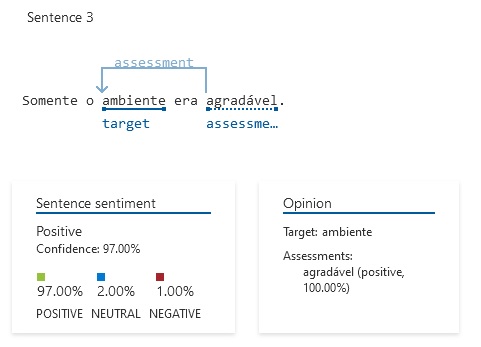 Sentence 3
assessment
Somente o ambiente era agradável.
target assessme...
Sentence sentiment
Positive
Confidence: 97.00%
97.00% 2.00% 1.00%
POSITIVE NEUTRAL NEGATIVE
Opinion
Target: ambiente
Assessments:
agradável (positive,
100.00%)